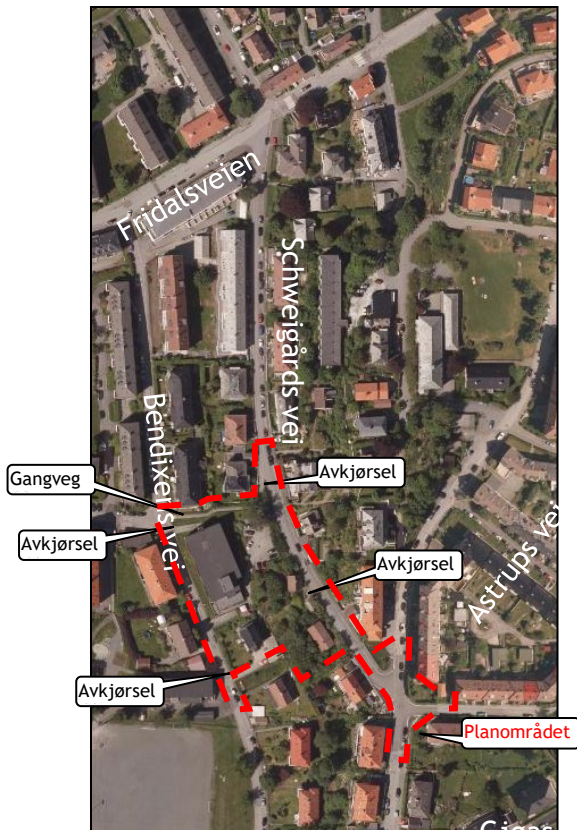 Fridalsveien
Schweigårds vei
Bendixens vei
Gangveg
Avkjørsel
Avkjørsel
Avkjørsel
Astrups vei
Avkjørsel
Planområdet